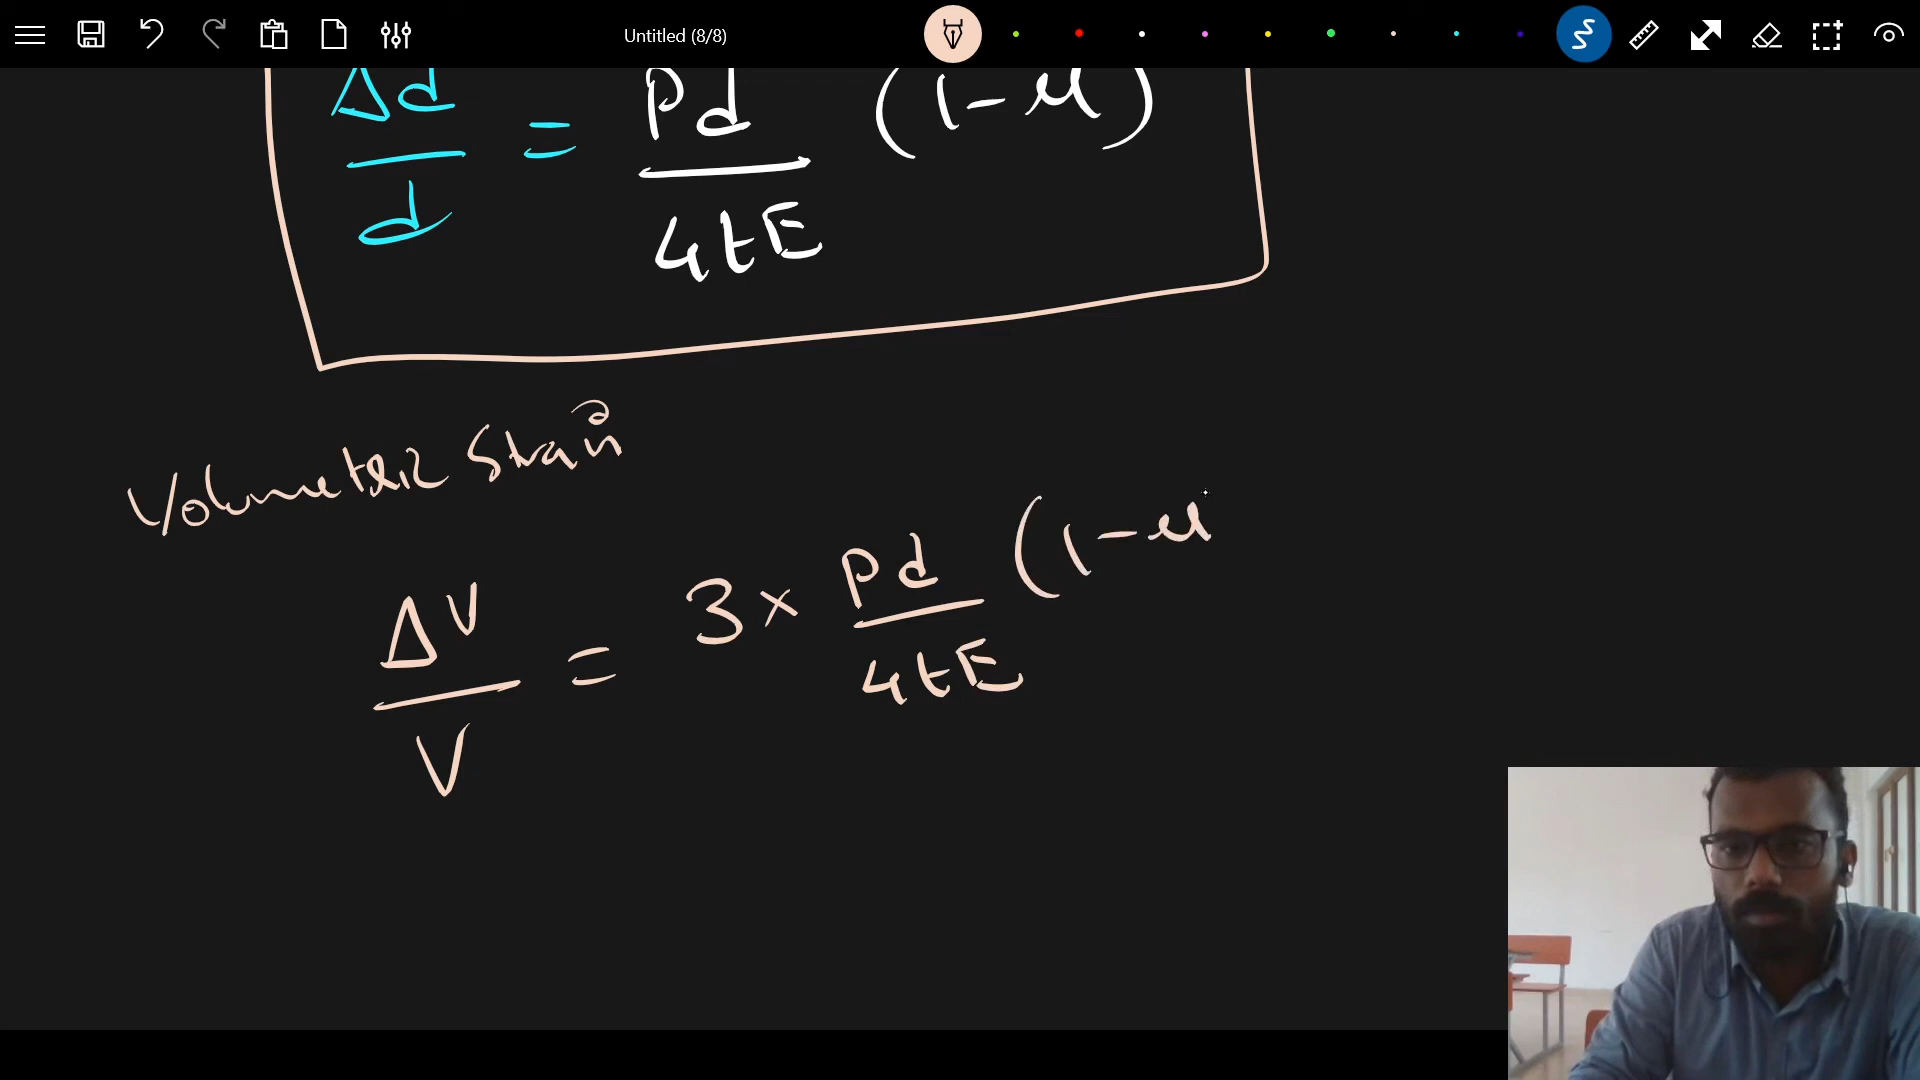 Untitled (8/8)
Δd/d = Pd/4tE (1-μ)
Volumetric Strain
ΔV/V = 3 × Pd/4tE (1-μ